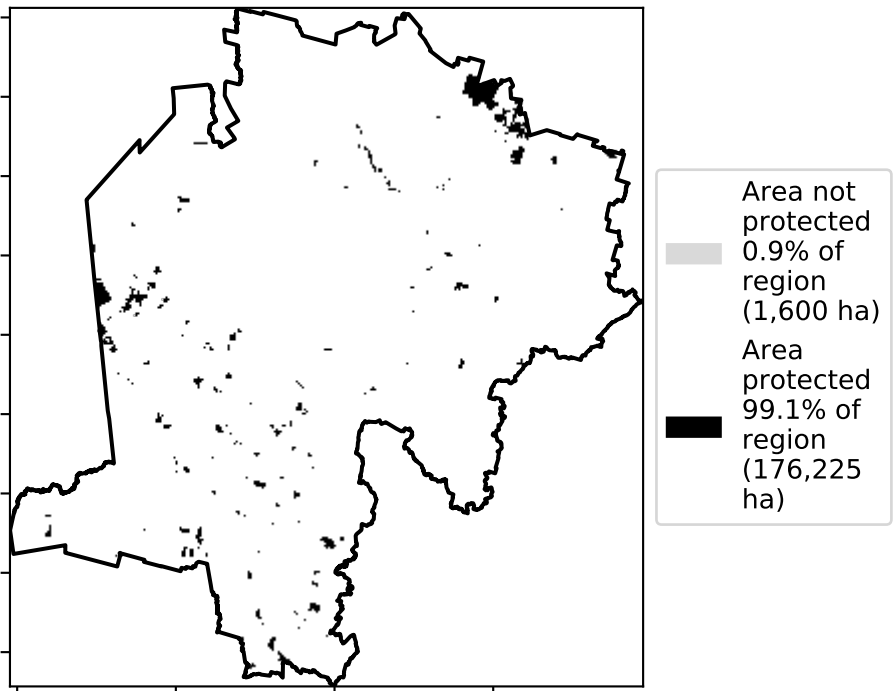 Area not
protected
0.9% of
region
(1,600 ha)
Area
protected
99.1% of
region
(176,225
ha)